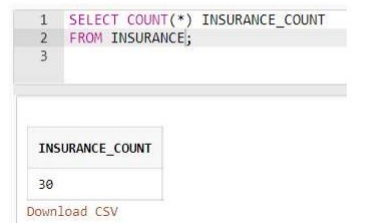 1 SELECT COUNT(*) INSURANCE_COUNT
2 FROM INSURANCE;
3
INSURANCE_COUNT
30
Download CSV